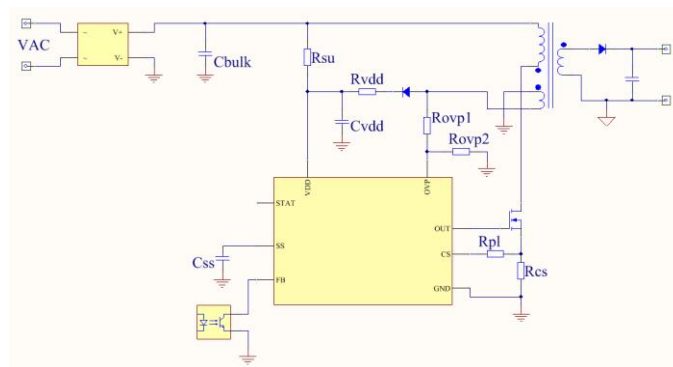 ~ V+
VAC
~ V-
Cbulk
Rsu
Rvdd
Cvdd
Rovp1
Rovp2
VDD
OVP
STAT
OUT
SS
CS
Rpl
Css
Rcs
FB
GND